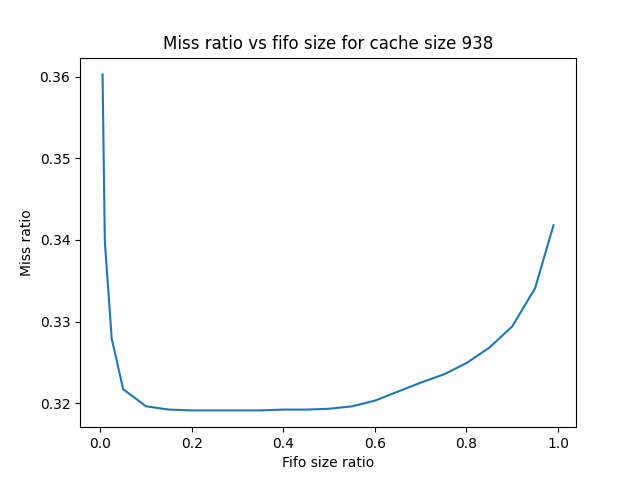 Miss ratio vs fifo size for cache size 938
0.36
0.35
0.34
0.33
0.32
Miss ratio
0.0 0.2 0.4 0.6 0.8 1.0
Fifo size ratio